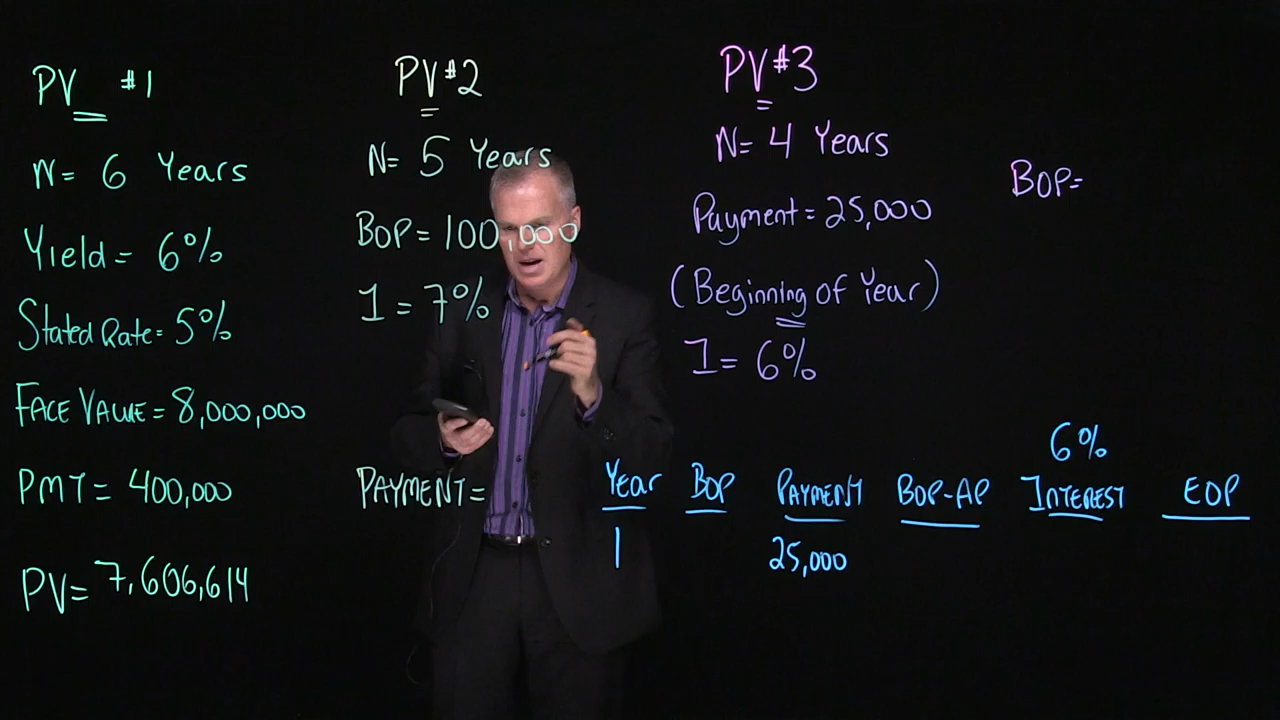 PV #1
N= 6 Years
Yield= 6%
Stated Rate= 5%
FACE VALUE= 8,000,000
PMT= 400,000
PV= 7,606,614
PV#2
N= 5 Years
BOP= 100,000
I= 7%
PAYMENT=
PV#3
N= 4 Years
Payment= 25,000
(Beginning of Year)
I= 6%
BOP=
6%
Year BOP PAYMENT BOP-AP INTEREST EOP
1 25,000